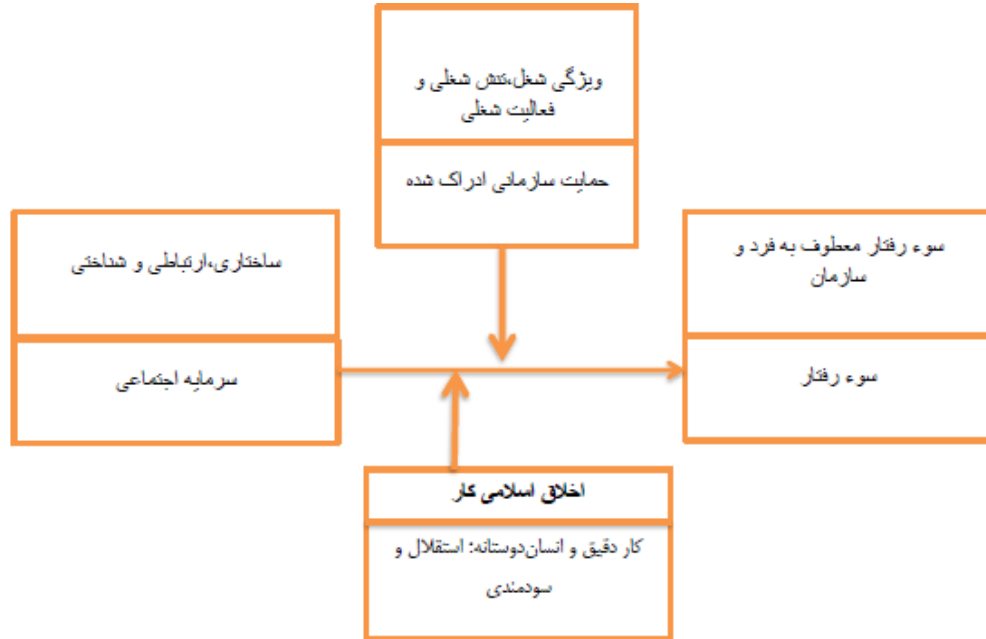 ویژگی شغل،تنش شغلی و
فعالیت شغلی
حمایت سازمانی ادراک شده
سوء رفتار معطوف به فرد و
سازمان
سوء رفتار
ساختاری،ارتباطی و شناختی
سرمایه اجتماعی
اخلاق اسلامی کار
کار دقیق و انسان‌دوستانه؛ استقلال و
سودمندی